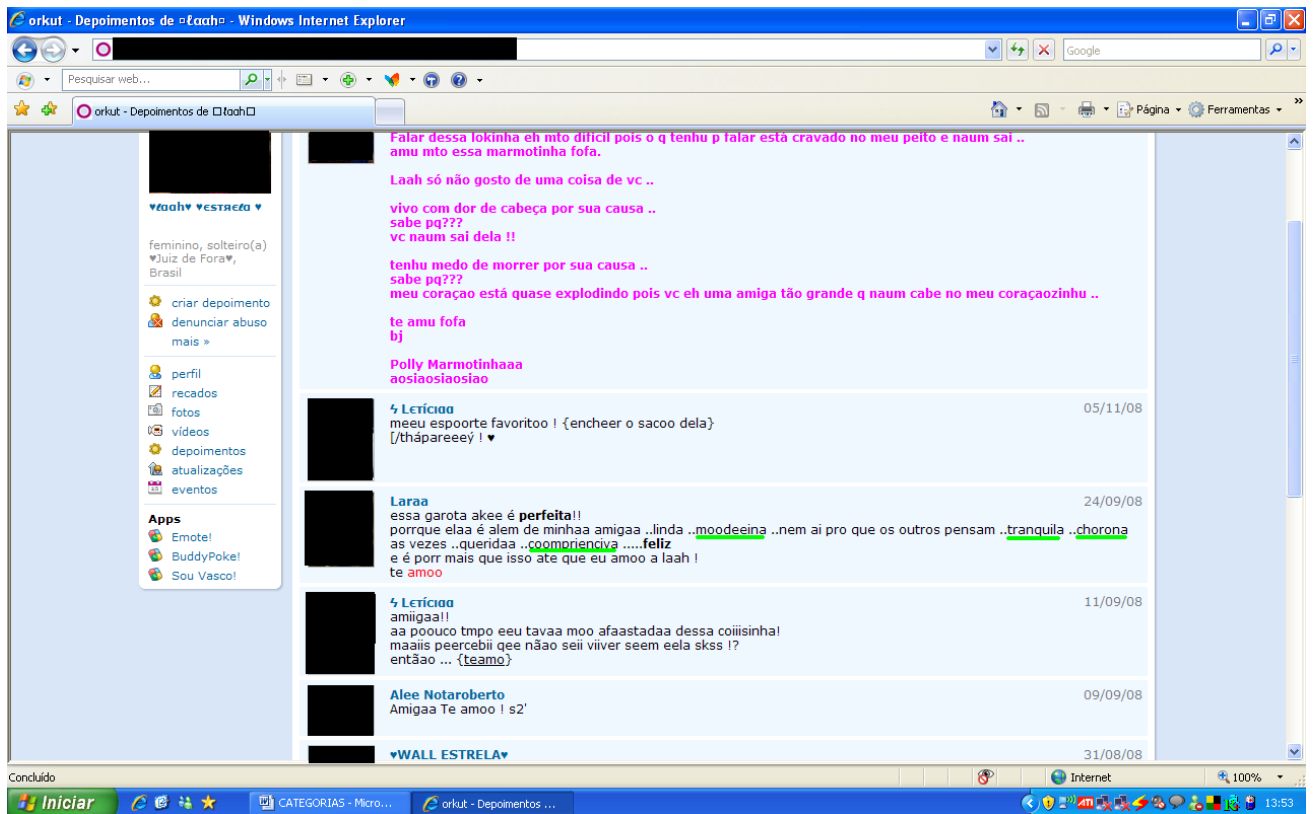 orkut - Depoimentos de ¤ℓααh¤ - Windows Internet Explorer
Google
Pesquisar web...
orkut - Depoimentos de □ℓααh□
Página
Ferramentas
Falar dessa lokinha eh mto dificil pois o q tenhu p falar está cravado no meu peito e naum sai ..
amu mto essa marmotinha fofa.
Laah só não gosto de uma coisa de vc ..
vivo com dor de cabeça por sua causa ..
sabe pq???
vc naum sai dela !!
tenhu medo de morrer por sua causa ..
sabe pq???
meu coraçao está quase explodindo pois vc eh uma amiga tão grande q naum cabe no meu coraçaozinhu ..
te amu fofa
bj
Polly Marmotinhaaa
aosiaosiaosiao
♥ℓααh♥ ♥єѕтяєℓα ♥
feminino, solteiro(a)
♥Juiz de Fora♥,
Brasil
criar depoimento
denunciar abuso
mais »
perfil
recados
fotos
vídeos
depoimentos
atualizações
eventos
Apps
Emote!
BuddyPoke!
Sou Vasco!
ϟ Lєтícιαα
05/11/08
meeu espoorte favoritoo ! {encheer o sacoo dela}
[/thápareeeý ! ♥
Laraa
24/09/08
essa garota akee é perfeita!!
porrque elaa é alem de minhaa amigaa ..linda ..moodeeina ..nem ai pro que os outros pensam ..tranquila ..chorona
as vezes ..queridaa ..coomprienciva .....feliz
e é porr mais que isso ate que eu amoo a laah !
te amoo
ϟ Lєтícιαα
11/09/08
amiigaa!!
aa poouco tmpo eeu tavaa moo afaastadaa dessa coiiisinha!
maaiis peercebii qee nãao seii viiver seem eela skss !?
entãao ... {teamo}
Alee Notaroberto
09/09/08
Amigaa Te amoo ! s2'
♥WALL ESTRELA♥
31/08/08
Concluído
Internet
100%
Iniciar
CATEGORIAS - Micro...
orkut - Depoimentos ...
13:53